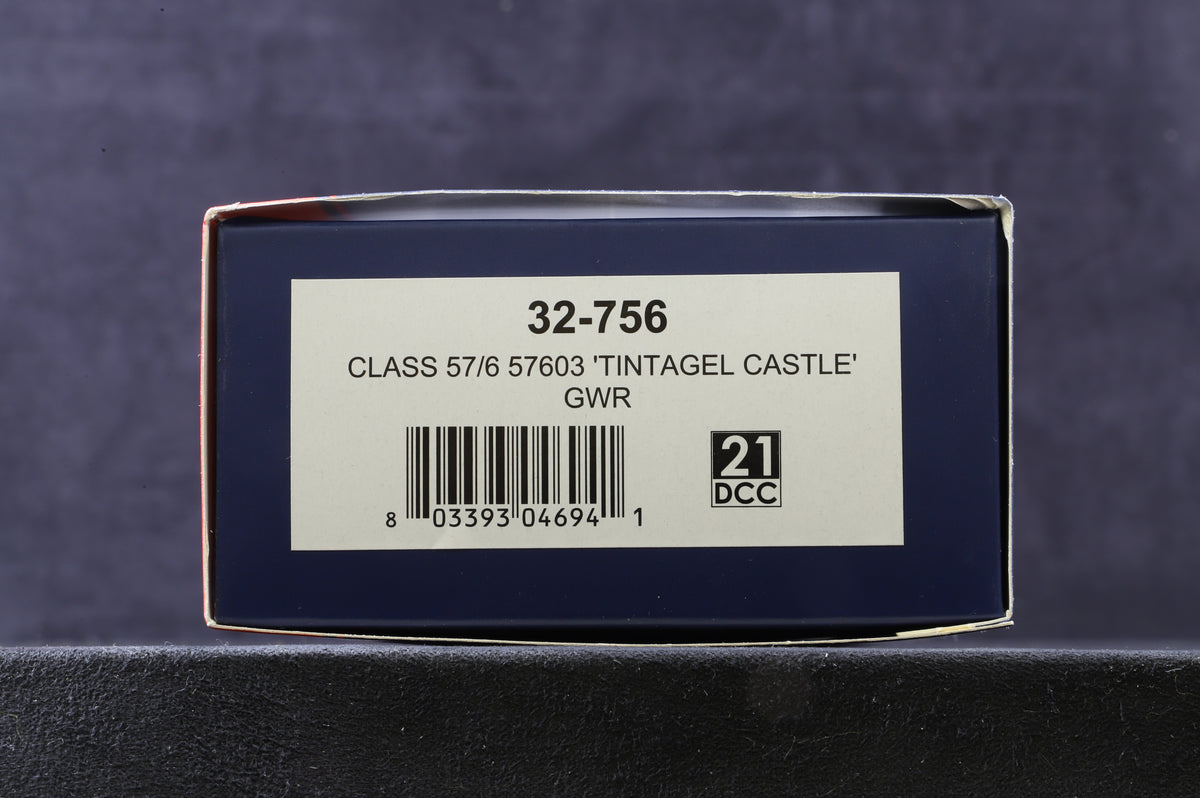 32-756
CLASS 57/6 57603 'TINTAGEL CASTLE'
GWR
21
DCC
8 03393 04694 1